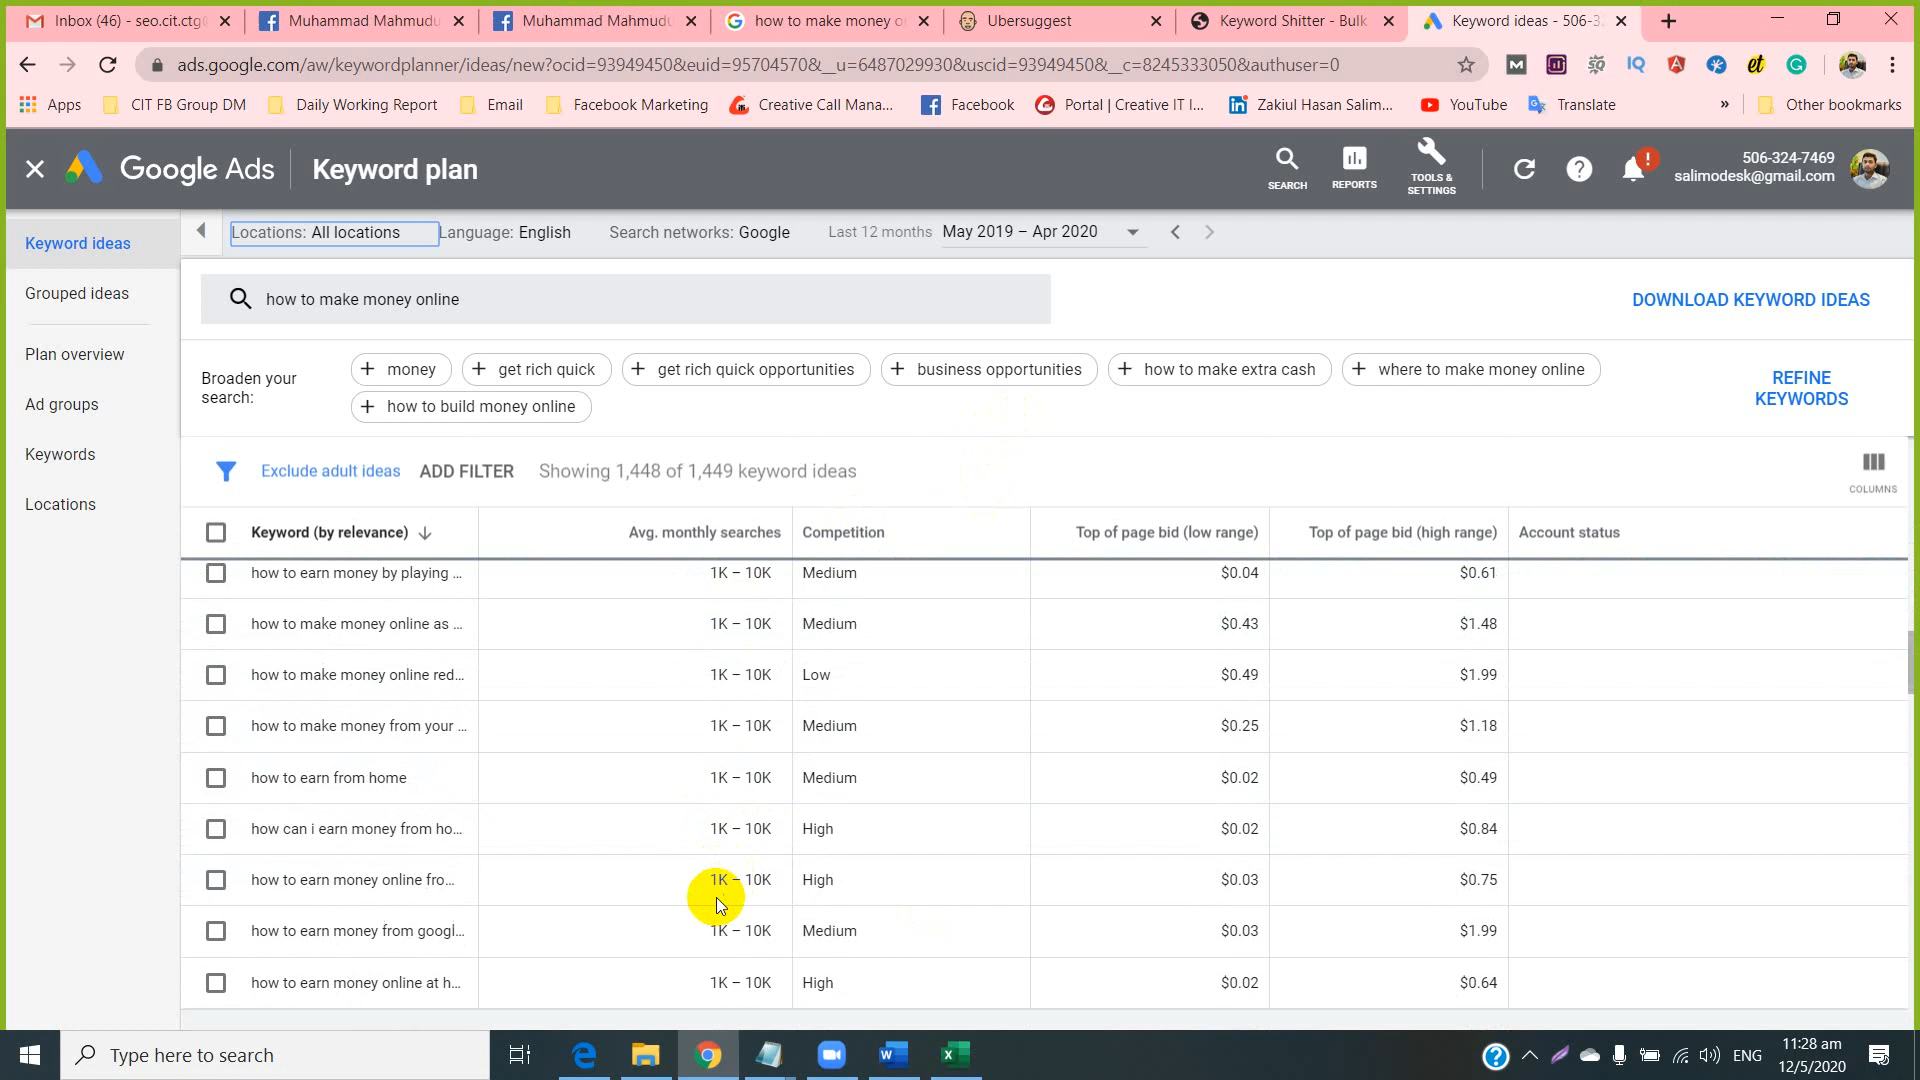 Inbox (46) - seo.cit.ctg
Muhammad Mahmudu
Muhammad Mahmudu
how to make money o
Ubersuggest
Keyword Shitter - Bulk
Keyword ideas - 506-3
ads.google.com/aw/keywordplanner/ideas/new?ocid=93949450&euid=95704570&__u=6487029930&uscid=93949450&__c=8245333050&authuser=0
Apps
CIT FB Group DM
Daily Working Report
Email
Facebook Marketing
Creative Call Mana...
Facebook
Portal | Creative IT I...
Zakiul Hasan Salim...
YouTube
Translate
»
Other bookmarks
Google Ads
Keyword plan
SEARCH
REPORTS
TOOLS &
SETTINGS
506-324-7469
salimodesk@gmail.com
Locations: All locations
Language: English
Search networks: Google
Last 12 months
May 2019 – Apr 2020
Keyword ideas
Grouped ideas
Plan overview
Ad groups
Keywords
Locations
how to make money online
DOWNLOAD KEYWORD IDEAS
Broaden your
search:
+ money
+ get rich quick
+ get rich quick opportunities
+ business opportunities
+ how to make extra cash
+ where to make money online
+ how to build money online
REFINE
KEYWORDS
Exclude adult ideas
ADD FILTER
Showing 1,448 of 1,449 keyword ideas
COLUMNS
Keyword (by relevance) Avg. monthly searches Competition Top of page bid (low range) Top of page bid (high range) Account status
how to earn money by playing ... 1K – 10K Medium $0.04 $0.61
how to make money online as ... 1K – 10K Medium $0.43 $1.48
how to make money online red... 1K – 10K Low $0.49 $1.99
how to make money from your ... 1K – 10K Medium $0.25 $1.18
how to earn from home 1K – 10K Medium $0.02 $0.49
how can i earn money from ho... 1K – 10K High $0.02 $0.84
how to earn money online fro... 1K – 10K High $0.03 $0.75
how to earn money from googl... 1K – 10K Medium $0.03 $1.99
how to earn money online at h... 1K – 10K High $0.02 $0.64
Type here to search
ENG
11:28 am
12/5/2020